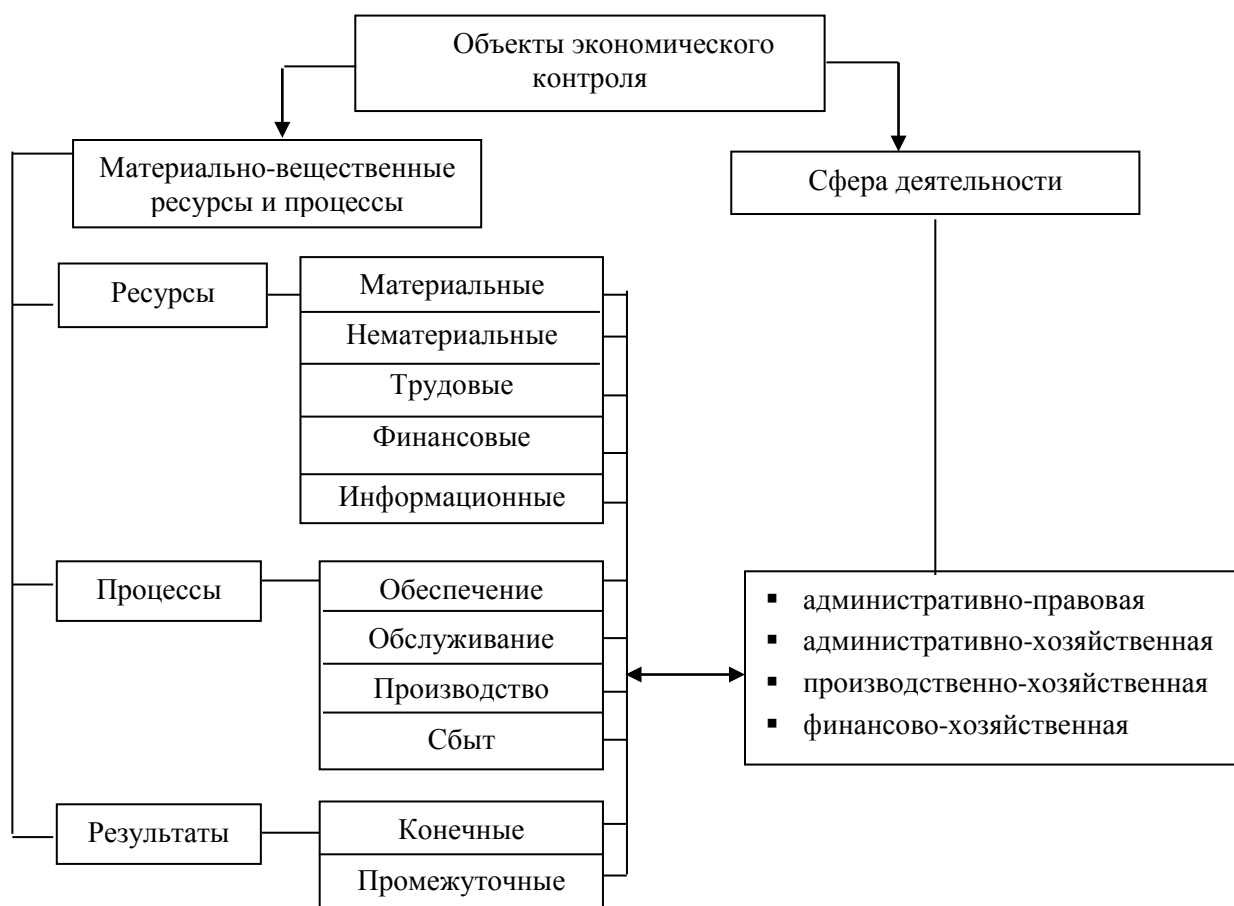 Объекты экономического
контроля
Материально-вещественные
ресурсы и процессы
Сфера деятельности
Ресурсы
Материальные
Нематериальные
Трудовые
Финансовые
Информационные
Процессы
Обеспечение
Обслуживание
Производство
Сбыт
▪ административно-правовая
▪ административно-хозяйственная
▪ производственно-хозяйственная
▪ финансово-хозяйственная
Результаты
Конечные
Промежуточные